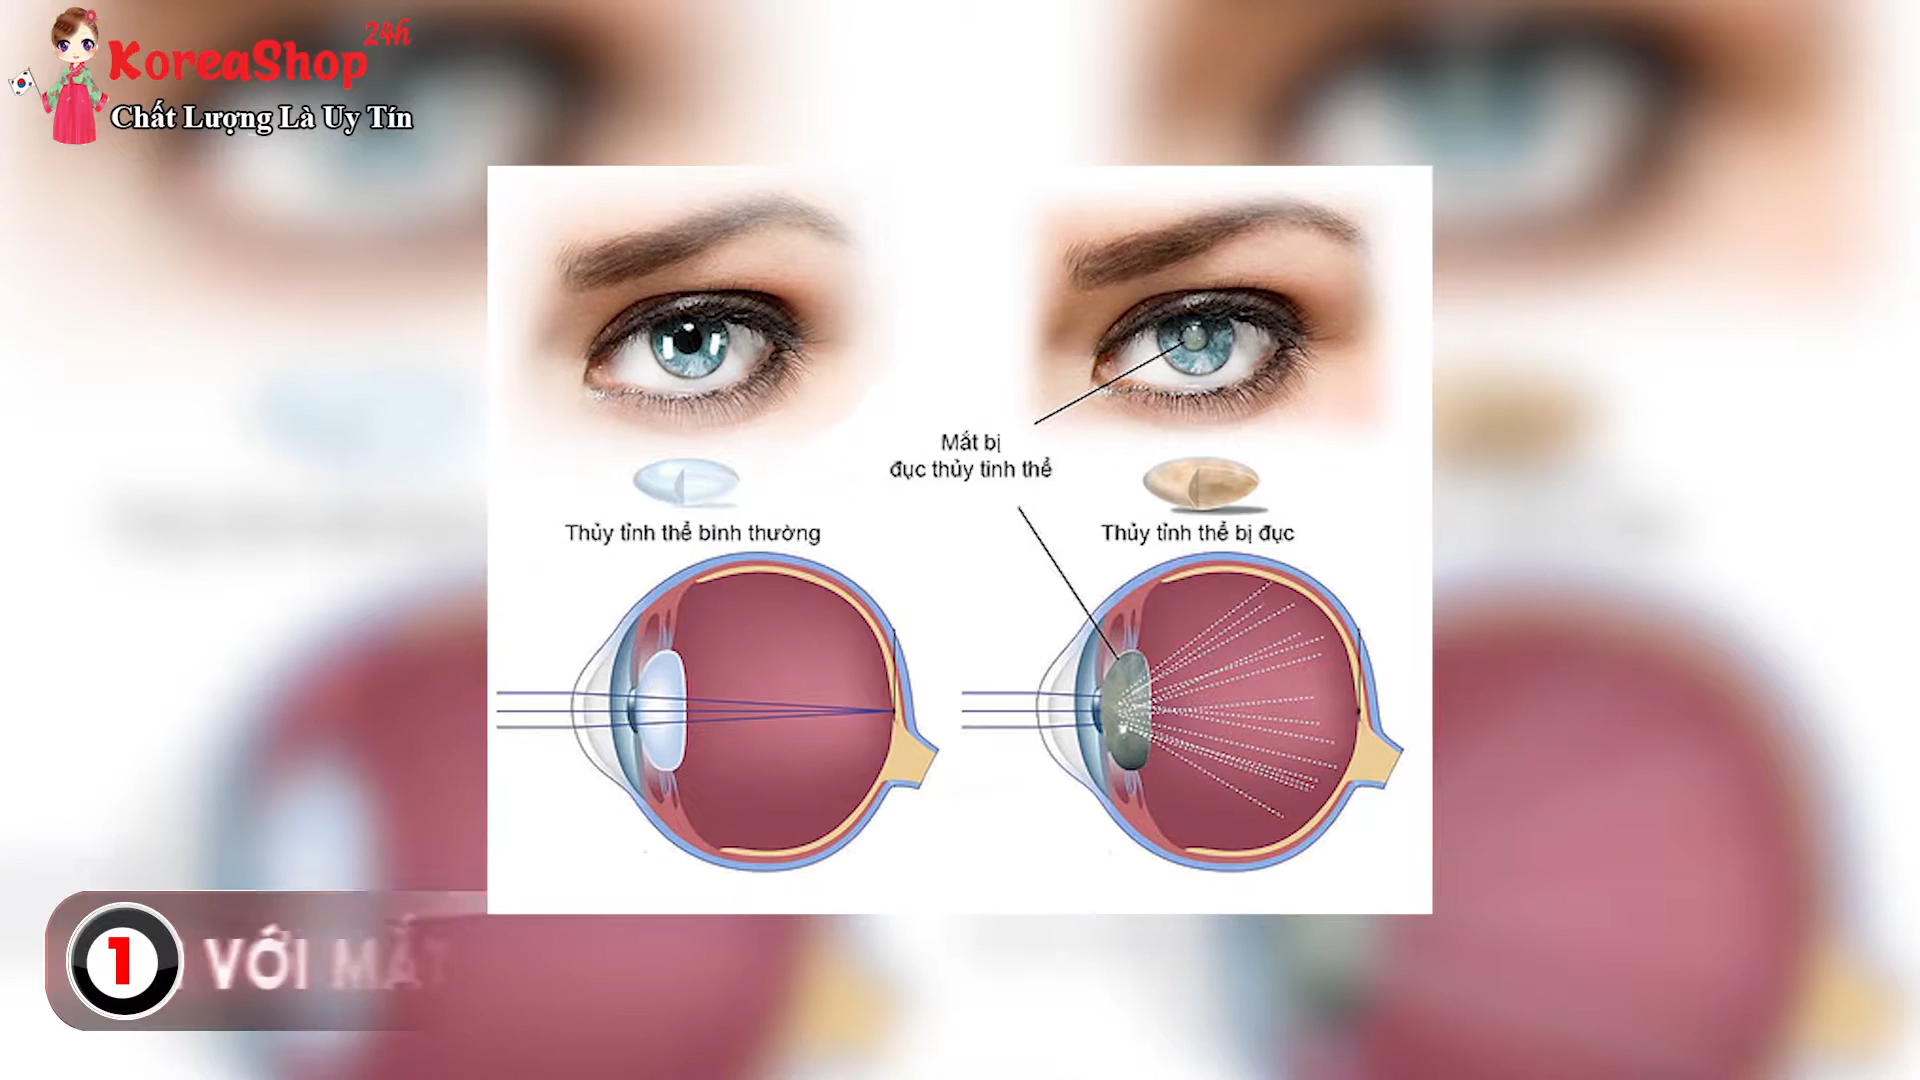 KoreaShop 24h
Chất Lượng Là Uy Tín
Mắt bị
đục thủy tinh thể
Thủy tinh thể bình thường
Thủy tinh thể bị đục
1
VỚI MẮT